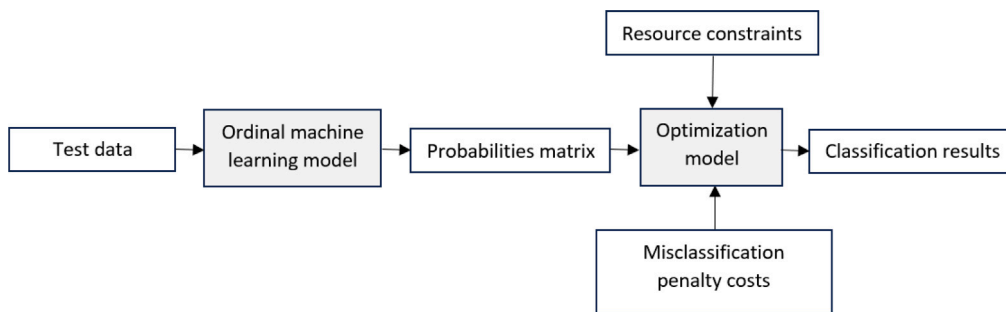 Resource constraints
Test data
Ordinal machine
learning model
Probabilities matrix
Optimization
model
Classification results
Misclassification
penalty costs